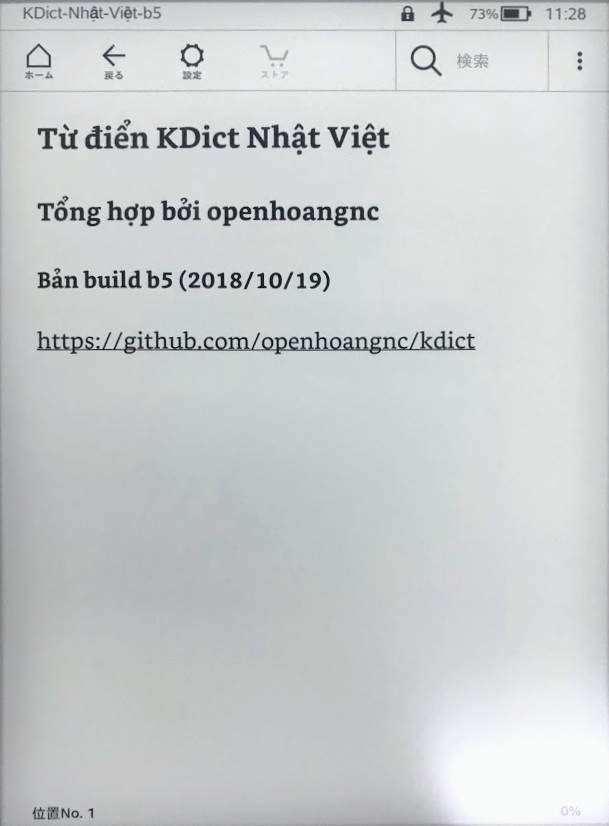 KDict-Nhật-Việt-b5 73% 11:28
ホーム 戻る 設定 ストア 検索
Từ điển KDict Nhật Việt
Tổng hợp bởi openhoangnc
Bản build b5 (2018/10/19)
https://github.com/openhoangnc/kdict
位置No. 1 0%